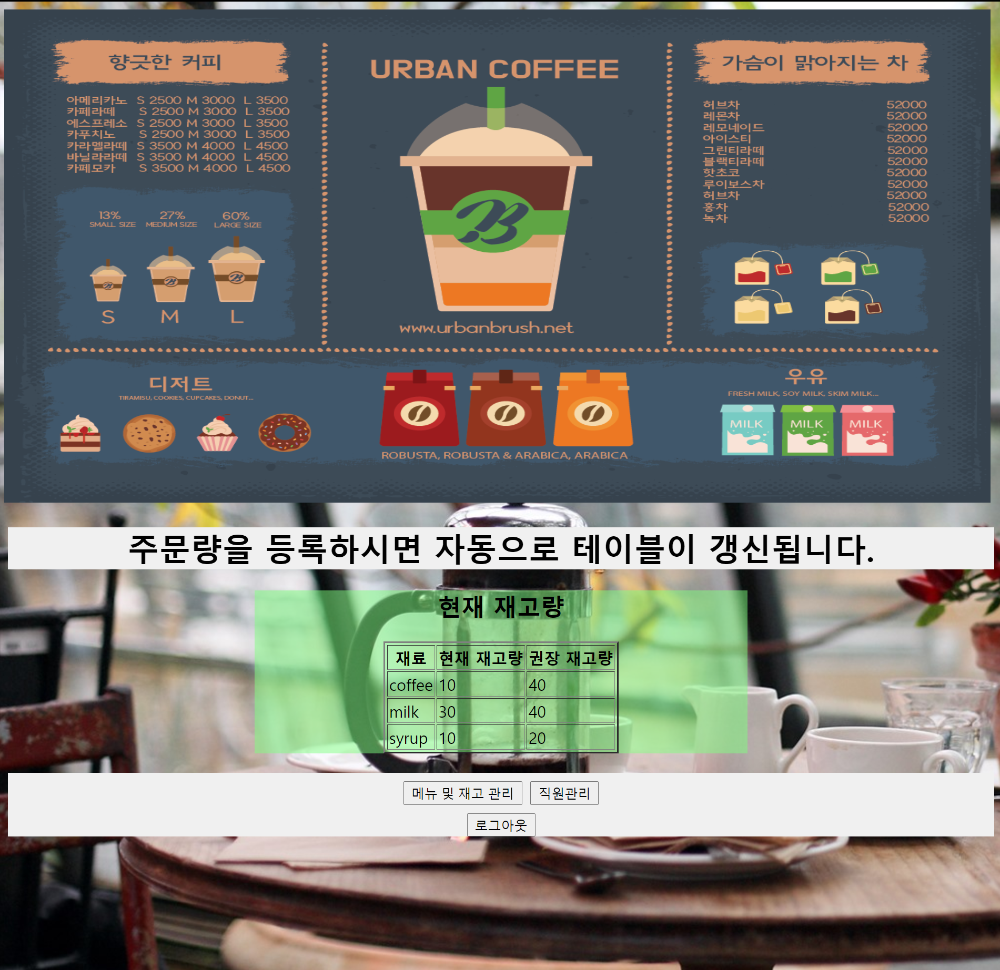 향긋한 커피
아메리카노 S 2500 M 3000 L 3500
카페라떼 S 2500 M 3000 L 3500
에스프레소 S 2500 M 3000 L 3500
카푸치노 S 2500 M 3000 L 3500
카라멜라떼 S 3500 M 4000 L 4500
바닐라라떼 S 3500 M 4000 L 4500
카페모카 S 3500 M 4000 L 4500
13% 27% 60%
SMALL SIZE MEDIUM SIZE LARGE SIZE
B B B
S M L
URBAN COFFEE
B
www.urbanbrush.net
가슴이 맑아지는 차
허브차 52000
레몬차 52000
레모네이드 52000
아이스티 52000
그린티라떼 52000
블랙티라떼 52000
핫초코 52000
루이보스차 52000
허브차 52000
홍차 52000
녹차 52000
디저트
TIRAMISU, COOKIES, CUPCAKES, DONUT...
ROBUSTA, ROBUSTA & ARABICA, ARABICA
우유
FRESH MILK, SOY MILK, SKIM MILK...
MILK MILK MILK
주문량을 등록하시면 자동으로 테이블이 갱신됩니다.
현재 재고량
재료 현재 재고량 권장 재고량
coffee 10 40
milk 30 40
syrup 10 20
메뉴 및 재고 관리 직원관리
로그아웃